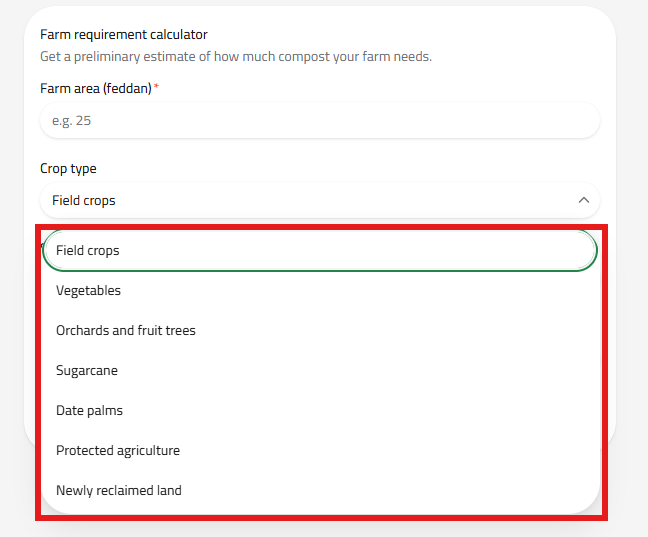 Farm requirement calculator
Get a preliminary estimate of how much compost your farm needs.
Farm area (feddan)*
e.g. 25
Crop type
Field crops
Field crops
Vegetables
Orchards and fruit trees
Sugarcane
Date palms
Protected agriculture
Newly reclaimed land